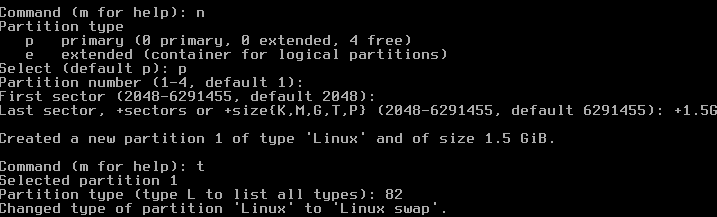 Command (m for help): n
Partition type
   p   primary (0 primary, 0 extended, 4 free)
   e   extended (container for logical partitions)
Select (default p): p
Partition number (1-4, default 1):
First sector (2048-6291455, default 2048):
Last sector, +sectors or +size{K,M,G,T,P} (2048-6291455, default 6291455): +1.5G
Created a new partition 1 of type 'Linux' and of size 1.5 GiB.
Command (m for help): t
Selected partition 1
Partition type (type L to list all types): 82
Changed type of partition 'Linux' to 'Linux swap'.